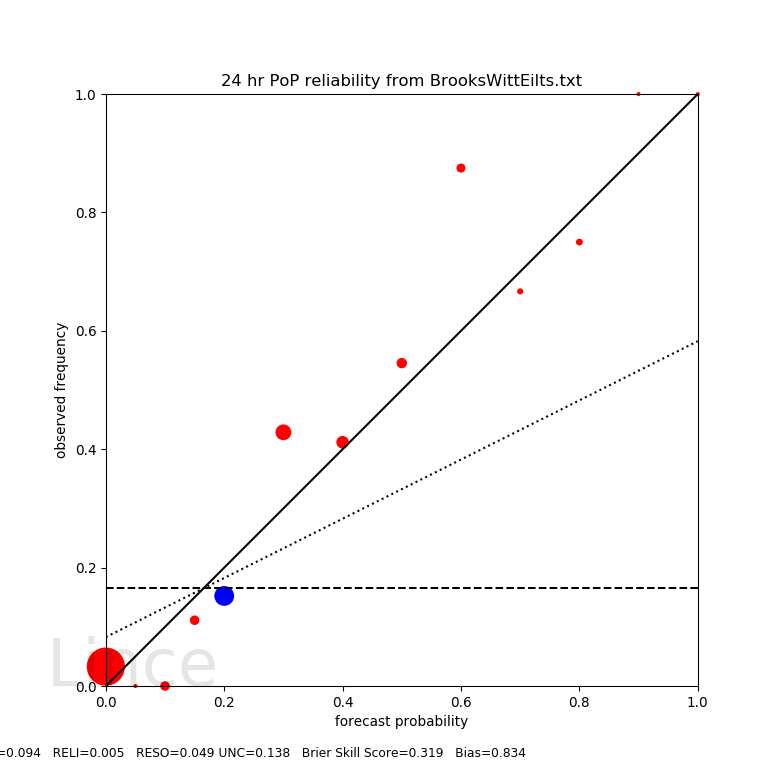 24 hr PoP reliability from BrooksWittEilts.txt
1.0
0.8
0.6
0.4
0.2
0.0
observed frequency
Lince
0.0 0.2 0.4 0.6 0.8 1.0
forecast probability
=0.094 RELI=0.005 RESO=0.049 UNC=0.138 Brier Skill Score=0.319 Bias=0.834